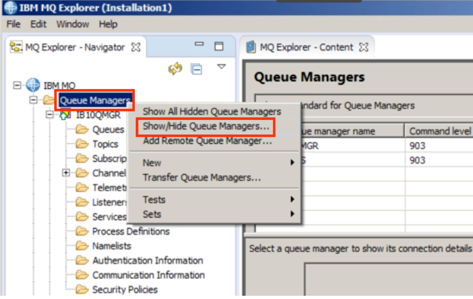 IBM MQ Explorer (Installation1)
File Edit Window Help
MQ Explorer - Navigator
IBM MQ
Queue Managers
IB10QMGR
Queues
Topics
Subscrip
Channel
Telemet
Listeners
Services
Process Definitions
Namelists
Authentication Information
Communication Information
Security Policies
Show All Hidden Queue Managers
Show/Hide Queue Managers...
Add Remote Queue Manager...
New
Transfer Queue Managers...
Tests
Sets
MQ Explorer - Content
Queue Managers
andard for Queue Managers
ue manager name Command level
MGR 903
S 903
Select a queue manager to show its connection details